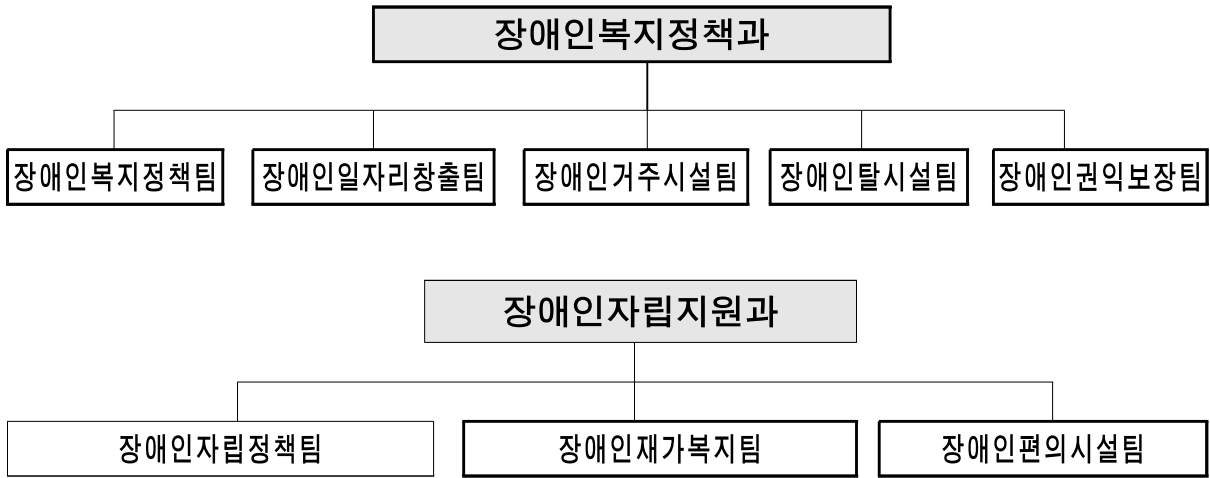 장애인복지정책과
장애인복지정책팀 장애인일자리창출팀 장애인거주시설팀 장애인탈시설팀 장애인권익보장팀
장애인자립지원과
장애인자립정책팀 장애인재가복지팀 장애인편의시설팀